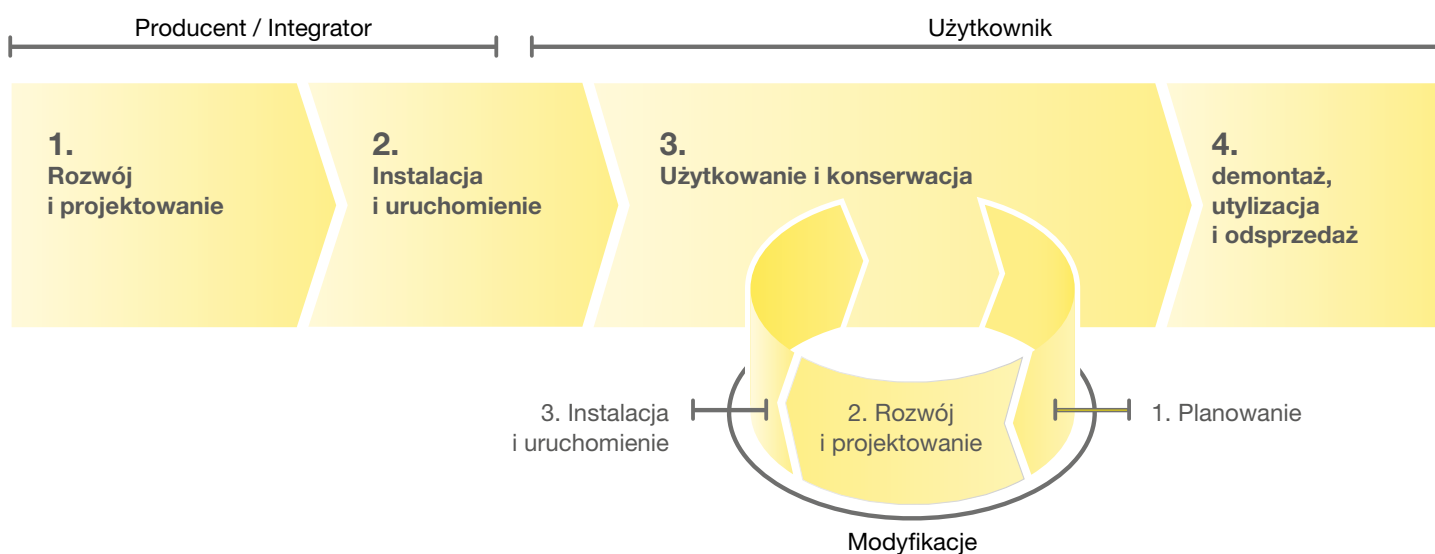 Producent / Integrator
Użytkownik
1.
Rozwój
i projektowanie
2.
Instalacja
i uruchomienie
3.
Użytkowanie i konserwacja
4.
demontaż,
utylizacja
i odsprzedaż
3. Instalacja
i uruchomienie
2. Rozwój
i projektowanie
1. Planowanie
Modyfikacje